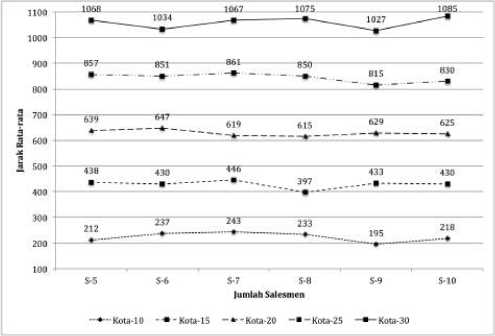 1100
1000
900
800
700
600
500
400
300
200
100
Jarak Rata-rata
1068 1034 1067 1075 1027 1085
857 851 861 850 815 830
639 647 619 615 629 625
438 430 446 397 433 430
212 237 243 233 195 218
S-5 S-6 S-7 S-8 S-9 S-10
Jumlah Salesmen
Kota-10 Kota-15 Kota-20 Kota-25 Kota-30